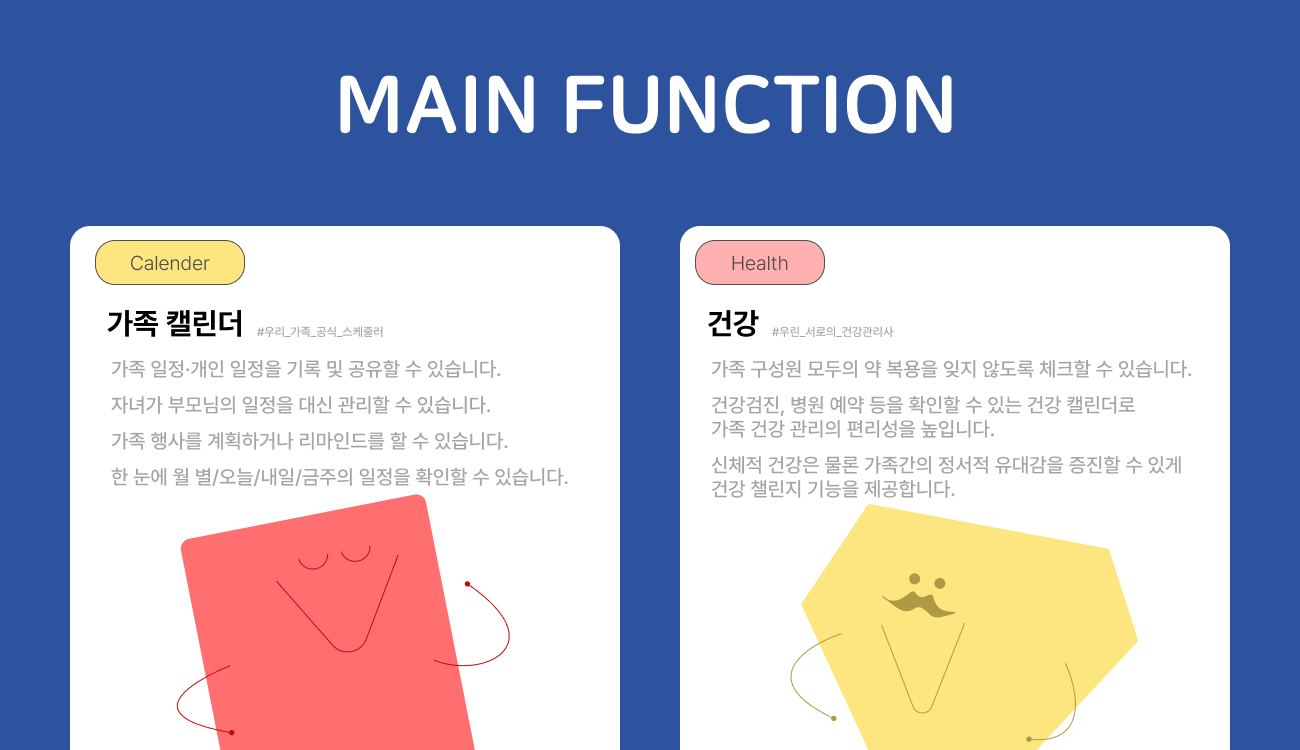 MAIN FUNCTION
Calender
가족 캘린더 #우리_가족_공식_스케줄러
가족 일정·개인 일정을 기록 및 공유할 수 있습니다.
자녀가 부모님의 일정을 대신 관리할 수 있습니다.
가족 행사를 계획하거나 리마인드를 할 수 있습니다.
한 눈에 월 별/오늘/내일/금주의 일정을 확인할 수 있습니다.
Health
건강 #우린_서로의_건강관리사
가족 구성원 모두의 약 복용을 잊지 않도록 체크할 수 있습니다.
건강검진, 병원 예약 등을 확인할 수 있는 건강 캘린더로
가족 건강 관리의 편리성을 높입니다.
신체적 건강은 물론 가족간의 정서적 유대감을 증진할 수 있게
건강 챌린지 기능을 제공합니다.